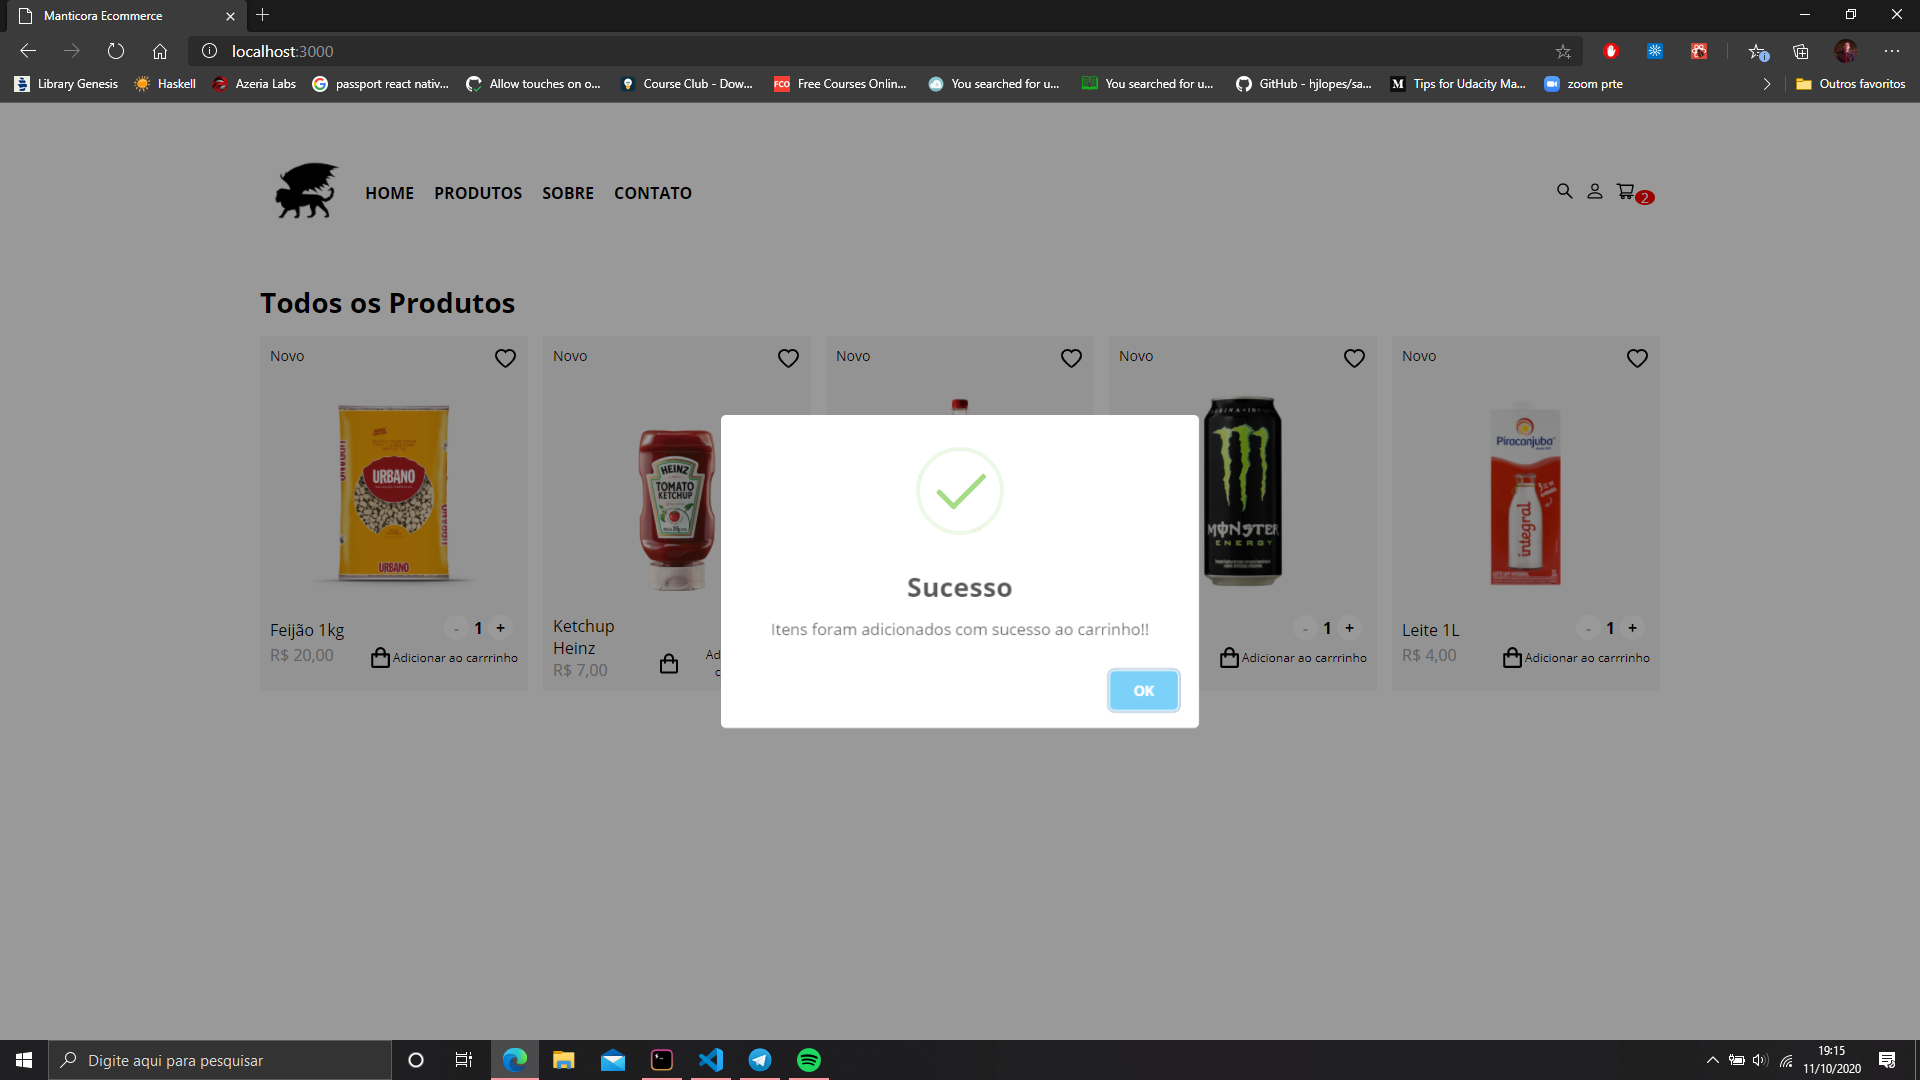 Manticora Ecommerce
localhost:3000
Library Genesis
Haskell
Azeria Labs
passport react nativ...
Allow touches on o...
Course Club - Dow...
FCO
Free Courses Onlin...
You searched for u...
You searched for u...
GitHub - hjlopes/sa...
M
Tips for Udacity Ma...
zoom prte
Outros favoritos
HOME
PRODUTOS
SOBRE
CONTATO
2
Todos os Produtos
Novo
Novo
Novo
Novo
Novo
URBANO
URBANO
HEINZ
TOMATO
KETCHUP
MONSTER
ENERGY
Piracanjuba
integral
Sucesso
Itens foram adicionados com sucesso ao carrinho!!
OK
Feijão 1kg
- 1 +
R$ 20,00
Adicionar ao carrrinho
Ketchup
Heinz
R$ 7,00
Ad
c
- 1 +
Adicionar ao carrrinho
Leite 1L
- 1 +
R$ 4,00
Adicionar ao carrrinho
Digite aqui para pesquisar
19:15
11/10/2020